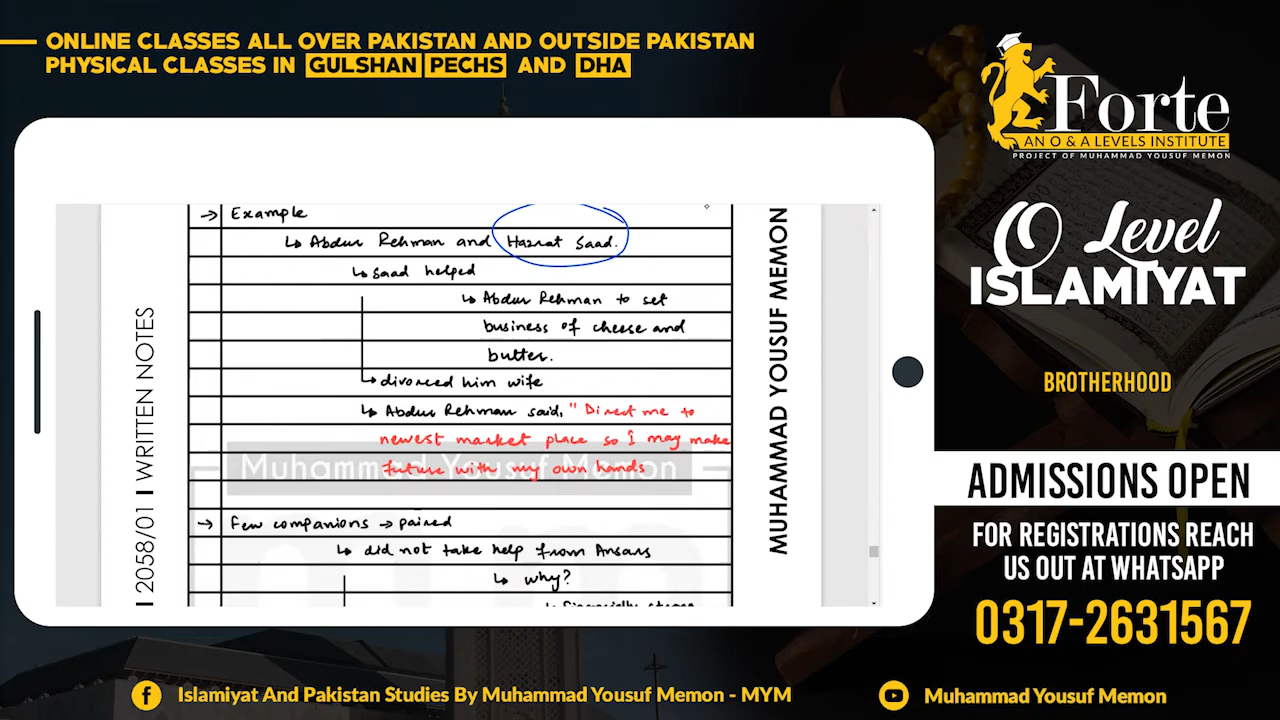 ONLINE CLASSES ALL OVER PAKISTAN AND OUTSIDE PAKISTAN
PHYSICAL CLASSES IN GULSHAN PECHS AND DHA
Forte
AN O & A LEVELS INSTITUTE
PROJECT OF MUHAMMAD YOUSUF MEMON
→ Example
↳ Abdur Rehman and Hazrat Saad.
↳ Saad helped
↳ Abdur Rehman to set
business of cheese and
butter.
↳ divorced him wife
↳ Abdur Rehman said, "Direct me to
newest market place so I may make
future with my own hands
Muhammad Yousuf Memon
→ Few companions → paired
↳ did not take help from Ansars
↳ why?
↳ financially strong
I 2058/01 I WRITTEN NOTES
MUHAMMAD YOUSUF MEMON
O Level
ISLAMIYAT
BROTHERHOOD
ADMISSIONS OPEN
FOR REGISTRATIONS REACH
US OUT AT WHATSAPP
0317-2631567
f Islamiyat And Pakistan Studies By Muhammad Yousuf Memon - MYM
Muhammad Yousuf Memon